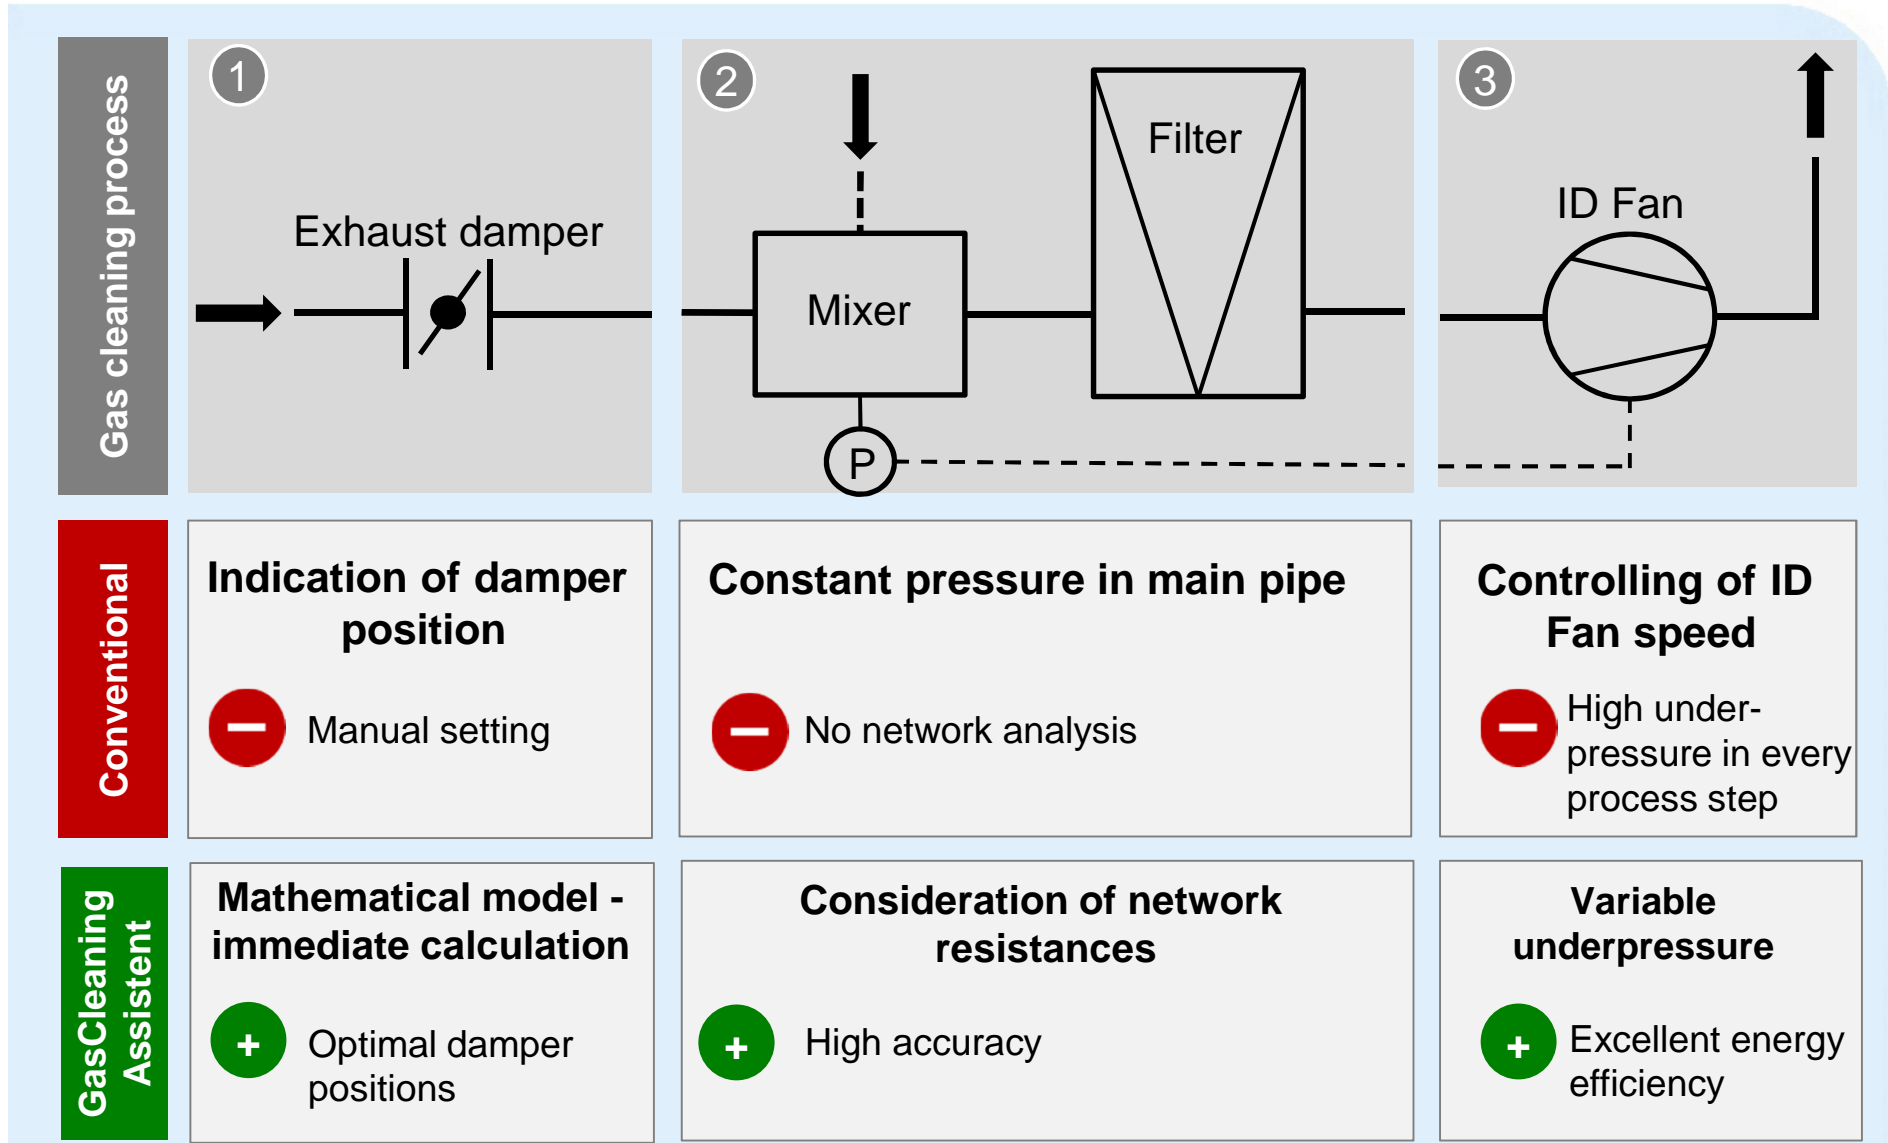 Gas cleaning process
1
Exhaust damper
2
Mixer
P
Filter
3
ID Fan
Conventional
Indication of damper
position
Manual setting
Constant pressure in main pipe
No network analysis
Controlling of ID
Fan speed
High under-
pressure in every
process step
GasCleaning
Assistent
Mathematical model -
immediate calculation
+
Optimal damper
positions
Consideration of network
resistances
+
High accuracy
Variable
underpressure
+
Excellent energy
efficiency